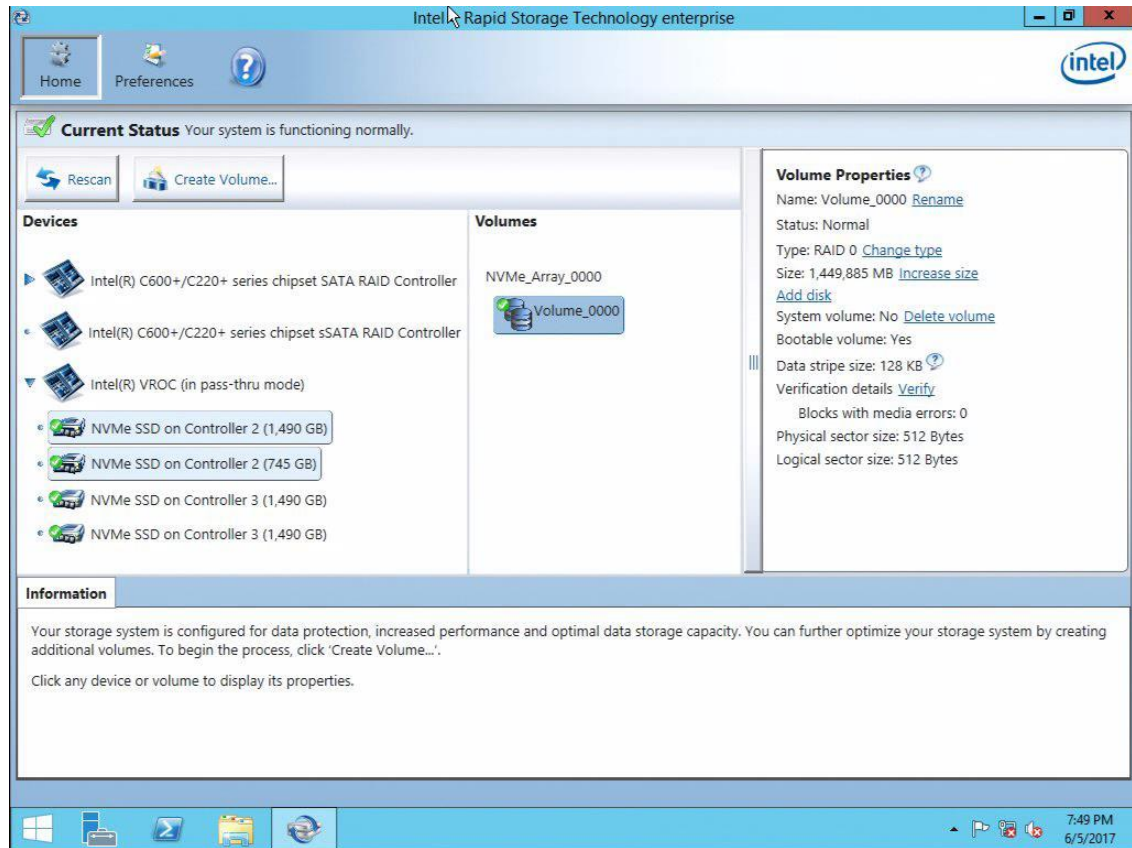 Intel Rapid Storage Technology enterprise
Home
Preferences
intel
Current Status Your system is functioning normally.
Rescan
Create Volume...
Devices
Intel(R) C600+/C220+ series chipset SATA RAID Controller
Intel(R) C600+/C220+ series chipset sSATA RAID Controller
Intel(R) VROC (in pass-thru mode)
NVMe SSD on Controller 2 (1,490 GB)
NVMe SSD on Controller 2 (745 GB)
NVMe SSD on Controller 3 (1,490 GB)
NVMe SSD on Controller 3 (1,490 GB)
Volumes
NVMe_Array_0000
Volume_0000
Volume Properties
Name: Volume_0000 Rename
Status: Normal
Type: RAID 0 Change type
Size: 1,449,885 MB Increase size
Add disk
System volume: No Delete volume
Bootable volume: Yes
Data stripe size: 128 KB
Verification details Verify
Blocks with media errors: 0
Physical sector size: 512 Bytes
Logical sector size: 512 Bytes
Information
Your storage system is configured for data protection, increased performance and optimal data storage capacity. You can further optimize your storage system by creating
additional volumes. To begin the process, click 'Create Volume...'.
Click any device or volume to display its properties.
7:49 PM
6/5/2017